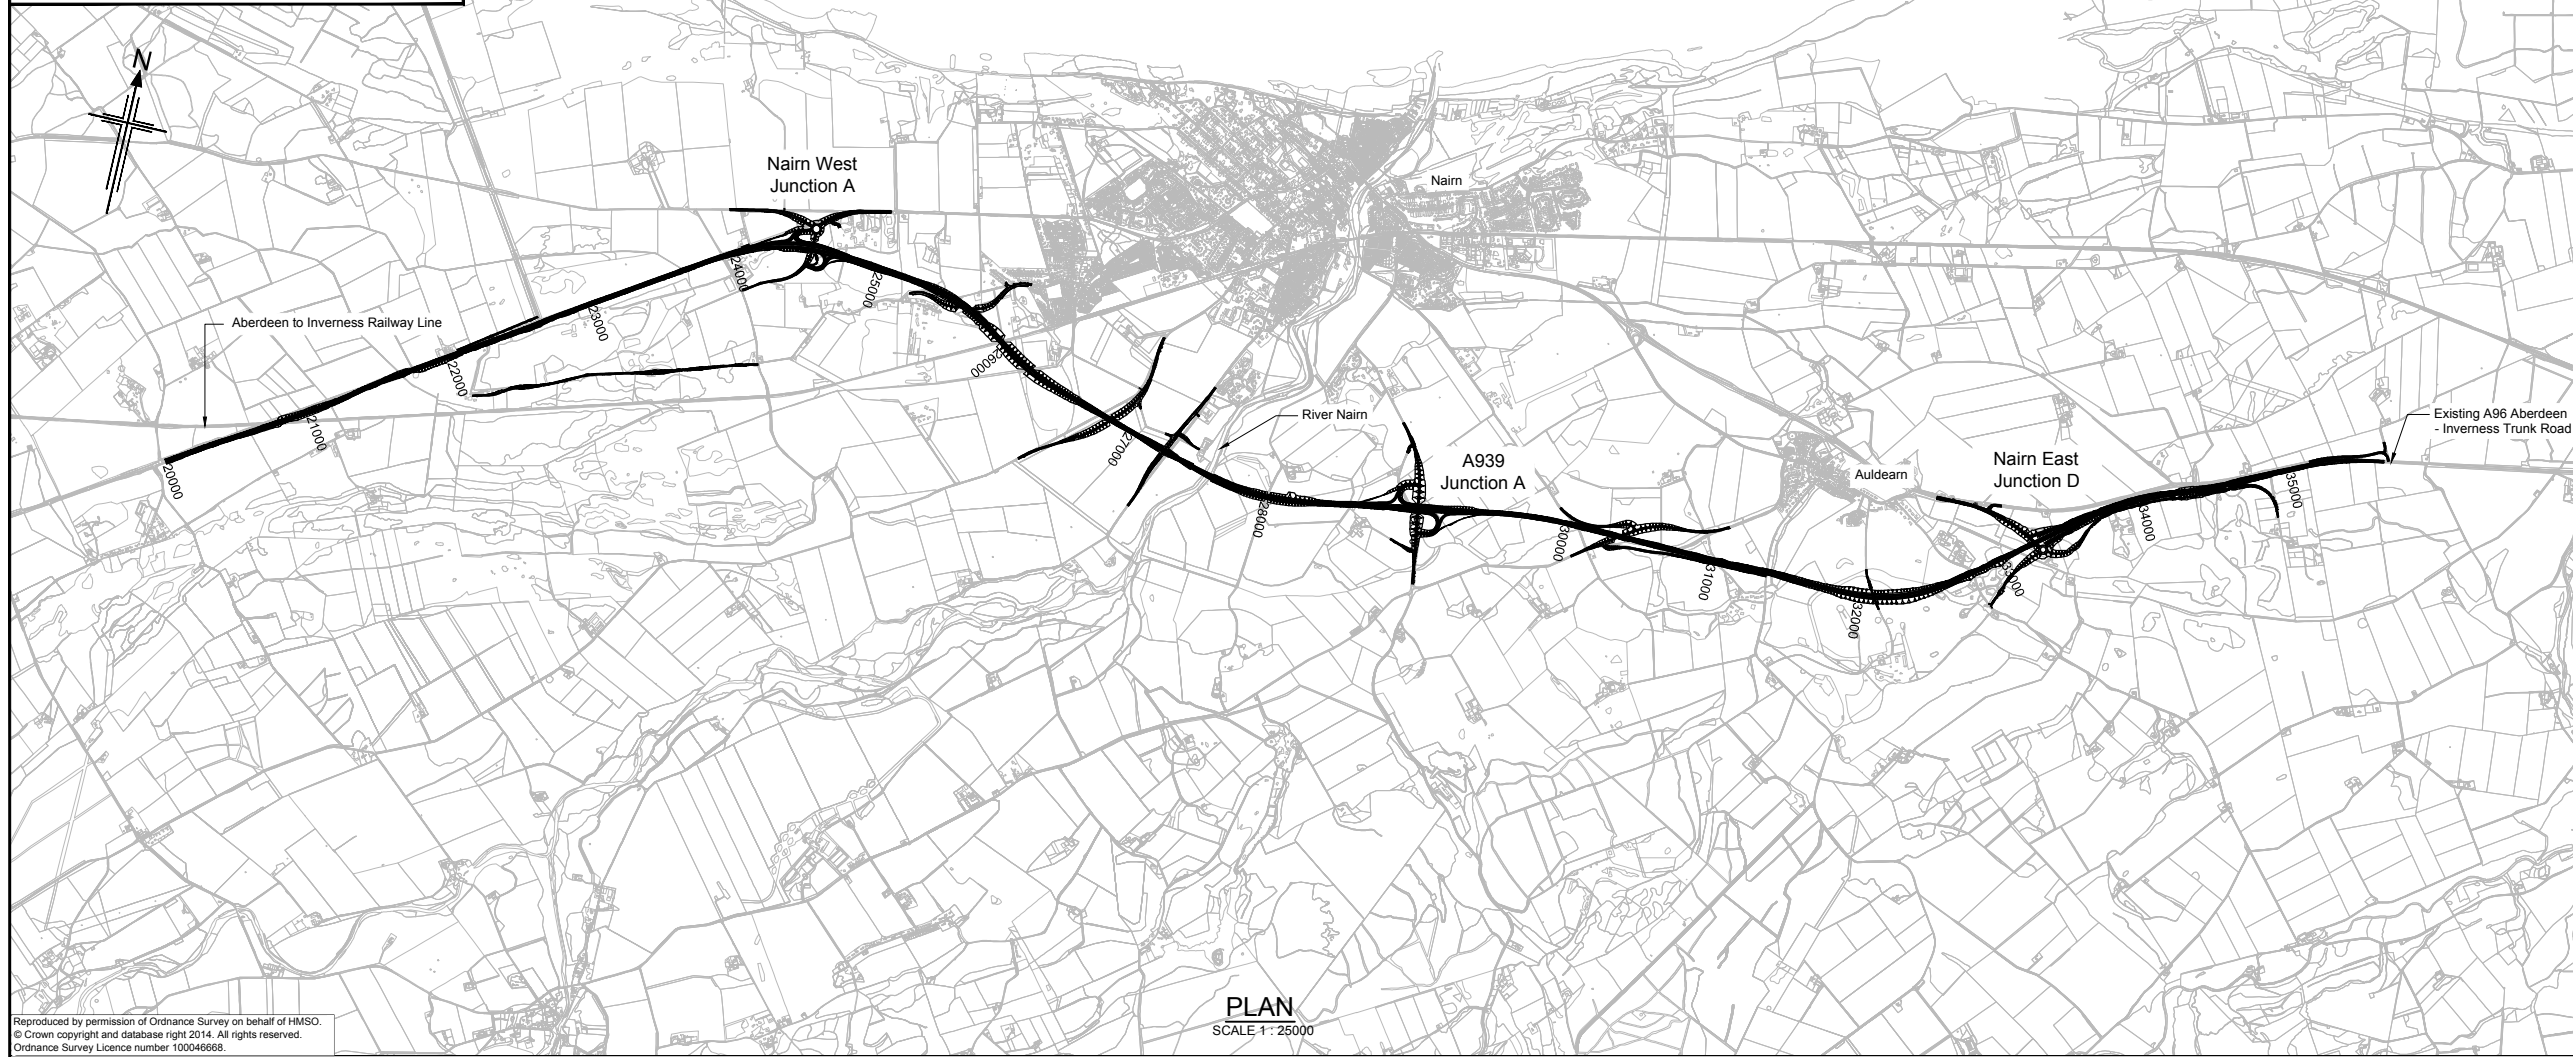 N
Nairn West
Junction A
Nairn
Aberdeen to Inverness Railway Line
River Nairn
A939
Junction A
Auldearn
Nairn East
Junction D
Existing A96 Aberdeen
- Inverness Trunk Road
20000
21000
22000
23000
24000
25000
26000
27000
28000
30000
31000
32000
33000
34000
35000
PLAN
SCALE 1 : 25000
Reproduced by permission of Ordnance Survey on behalf of HMSO.
© Crown copyright and database right 2014. All rights reserved.
Ordnance Survey Licence number 100046668.